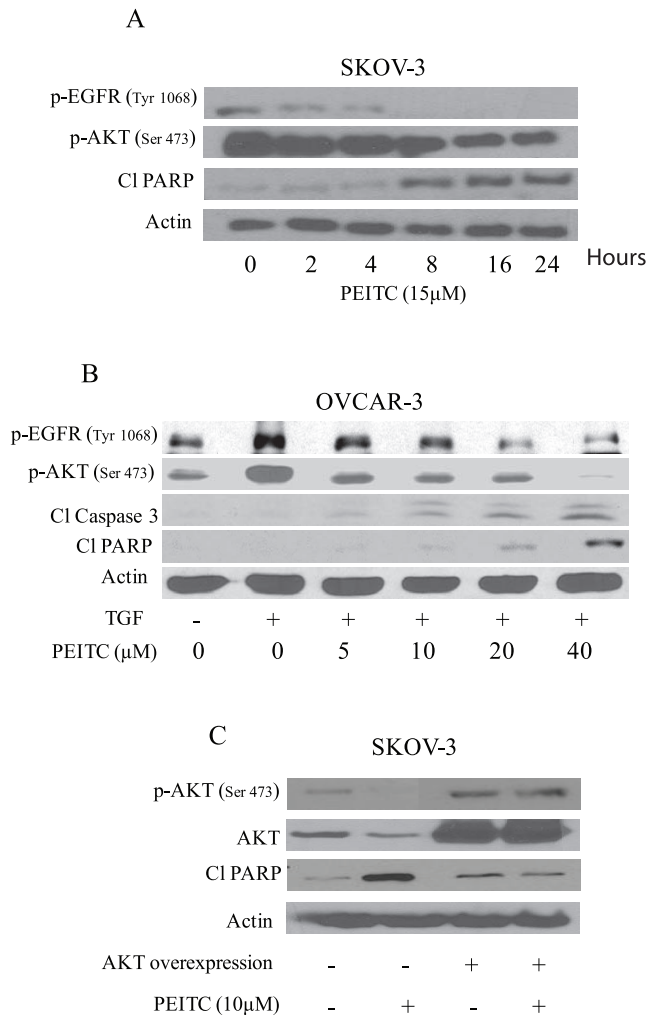 A
SKOV-3
p-EGFR (Tyr 1068)
p-AKT (Ser 473)
Cl PARP
Actin
0 2 4 8 16 24 Hours
PEITC (15µM)
B
OVCAR-3
p-EGFR (Tyr 1068)
p-AKT (Ser 473)
Cl Caspase 3
Cl PARP
Actin
TGF - + + + + +
PEITC (µM) 0 0 5 10 20 40
C
SKOV-3
p-AKT (Ser 473)
AKT
Cl PARP
Actin
AKT overexpression - - + +
PEITC (10µM) - + - +